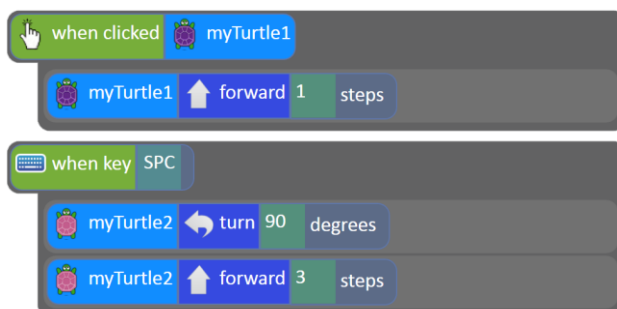 when clicked myTurtle1
myTurtle1 forward 1 steps
when key SPC
myTurtle2 turn 90 degrees
myTurtle2 forward 3 steps